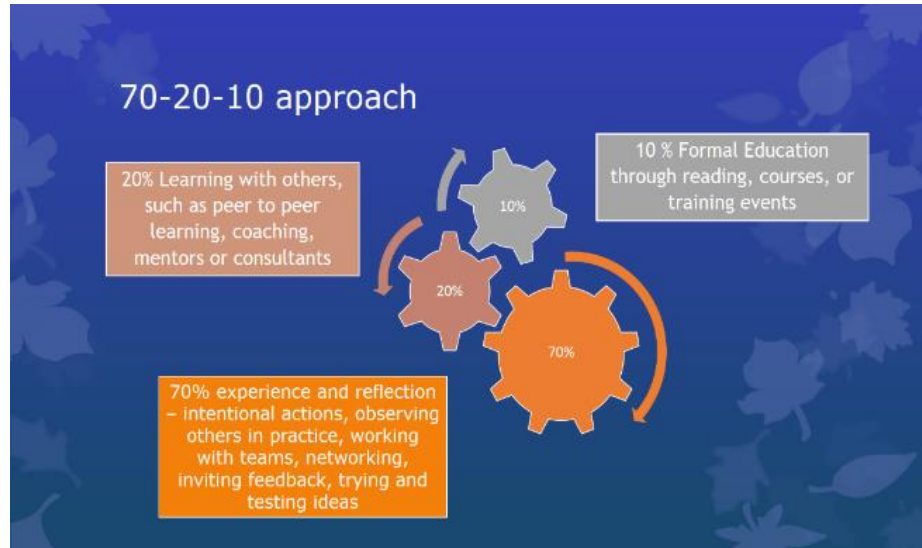 70-20-10 approach
20% Learning with others,
such as peer to peer
learning, coaching,
mentors or consultants
10%
10 % Formal Education
through reading, courses, or
training events
20%
70%
70% experience and reflection
– intentional actions, observing
others in practice, working
with teams, networking,
inviting feedback, trying and
testing ideas